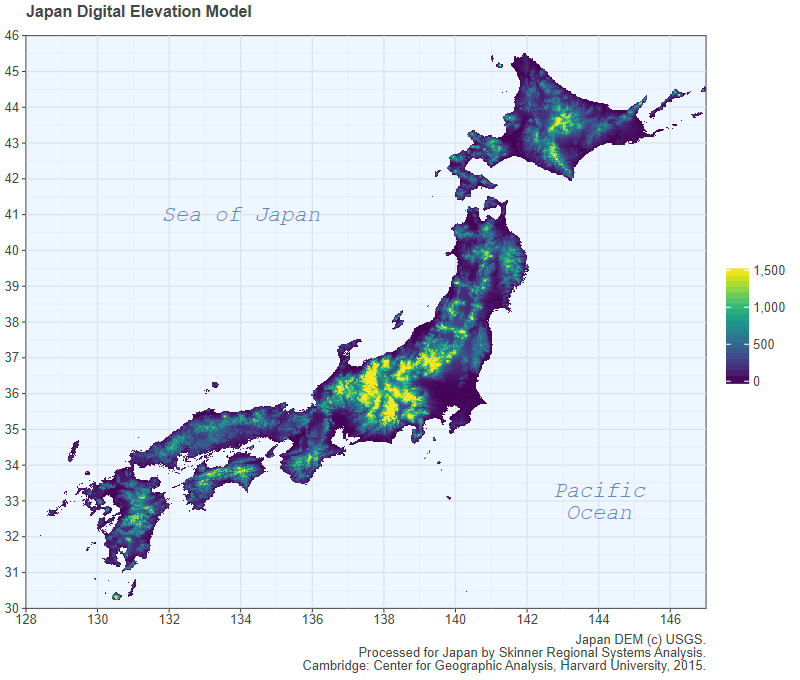 Japan Digital Elevation Model
46
45
44
43
42
41
40
39
38
37
36
35
34
33
32
31
30
Sea of Japan
Pacific
Ocean
1,500
1,000
500
0
128 130 132 134 136 138 140 142 144 146
Japan DEM (c) USGS.
Processed for Japan by Skinner Regional Systems Analysis.
Cambridge: Center for Geographic Analysis, Harvard University, 2015.